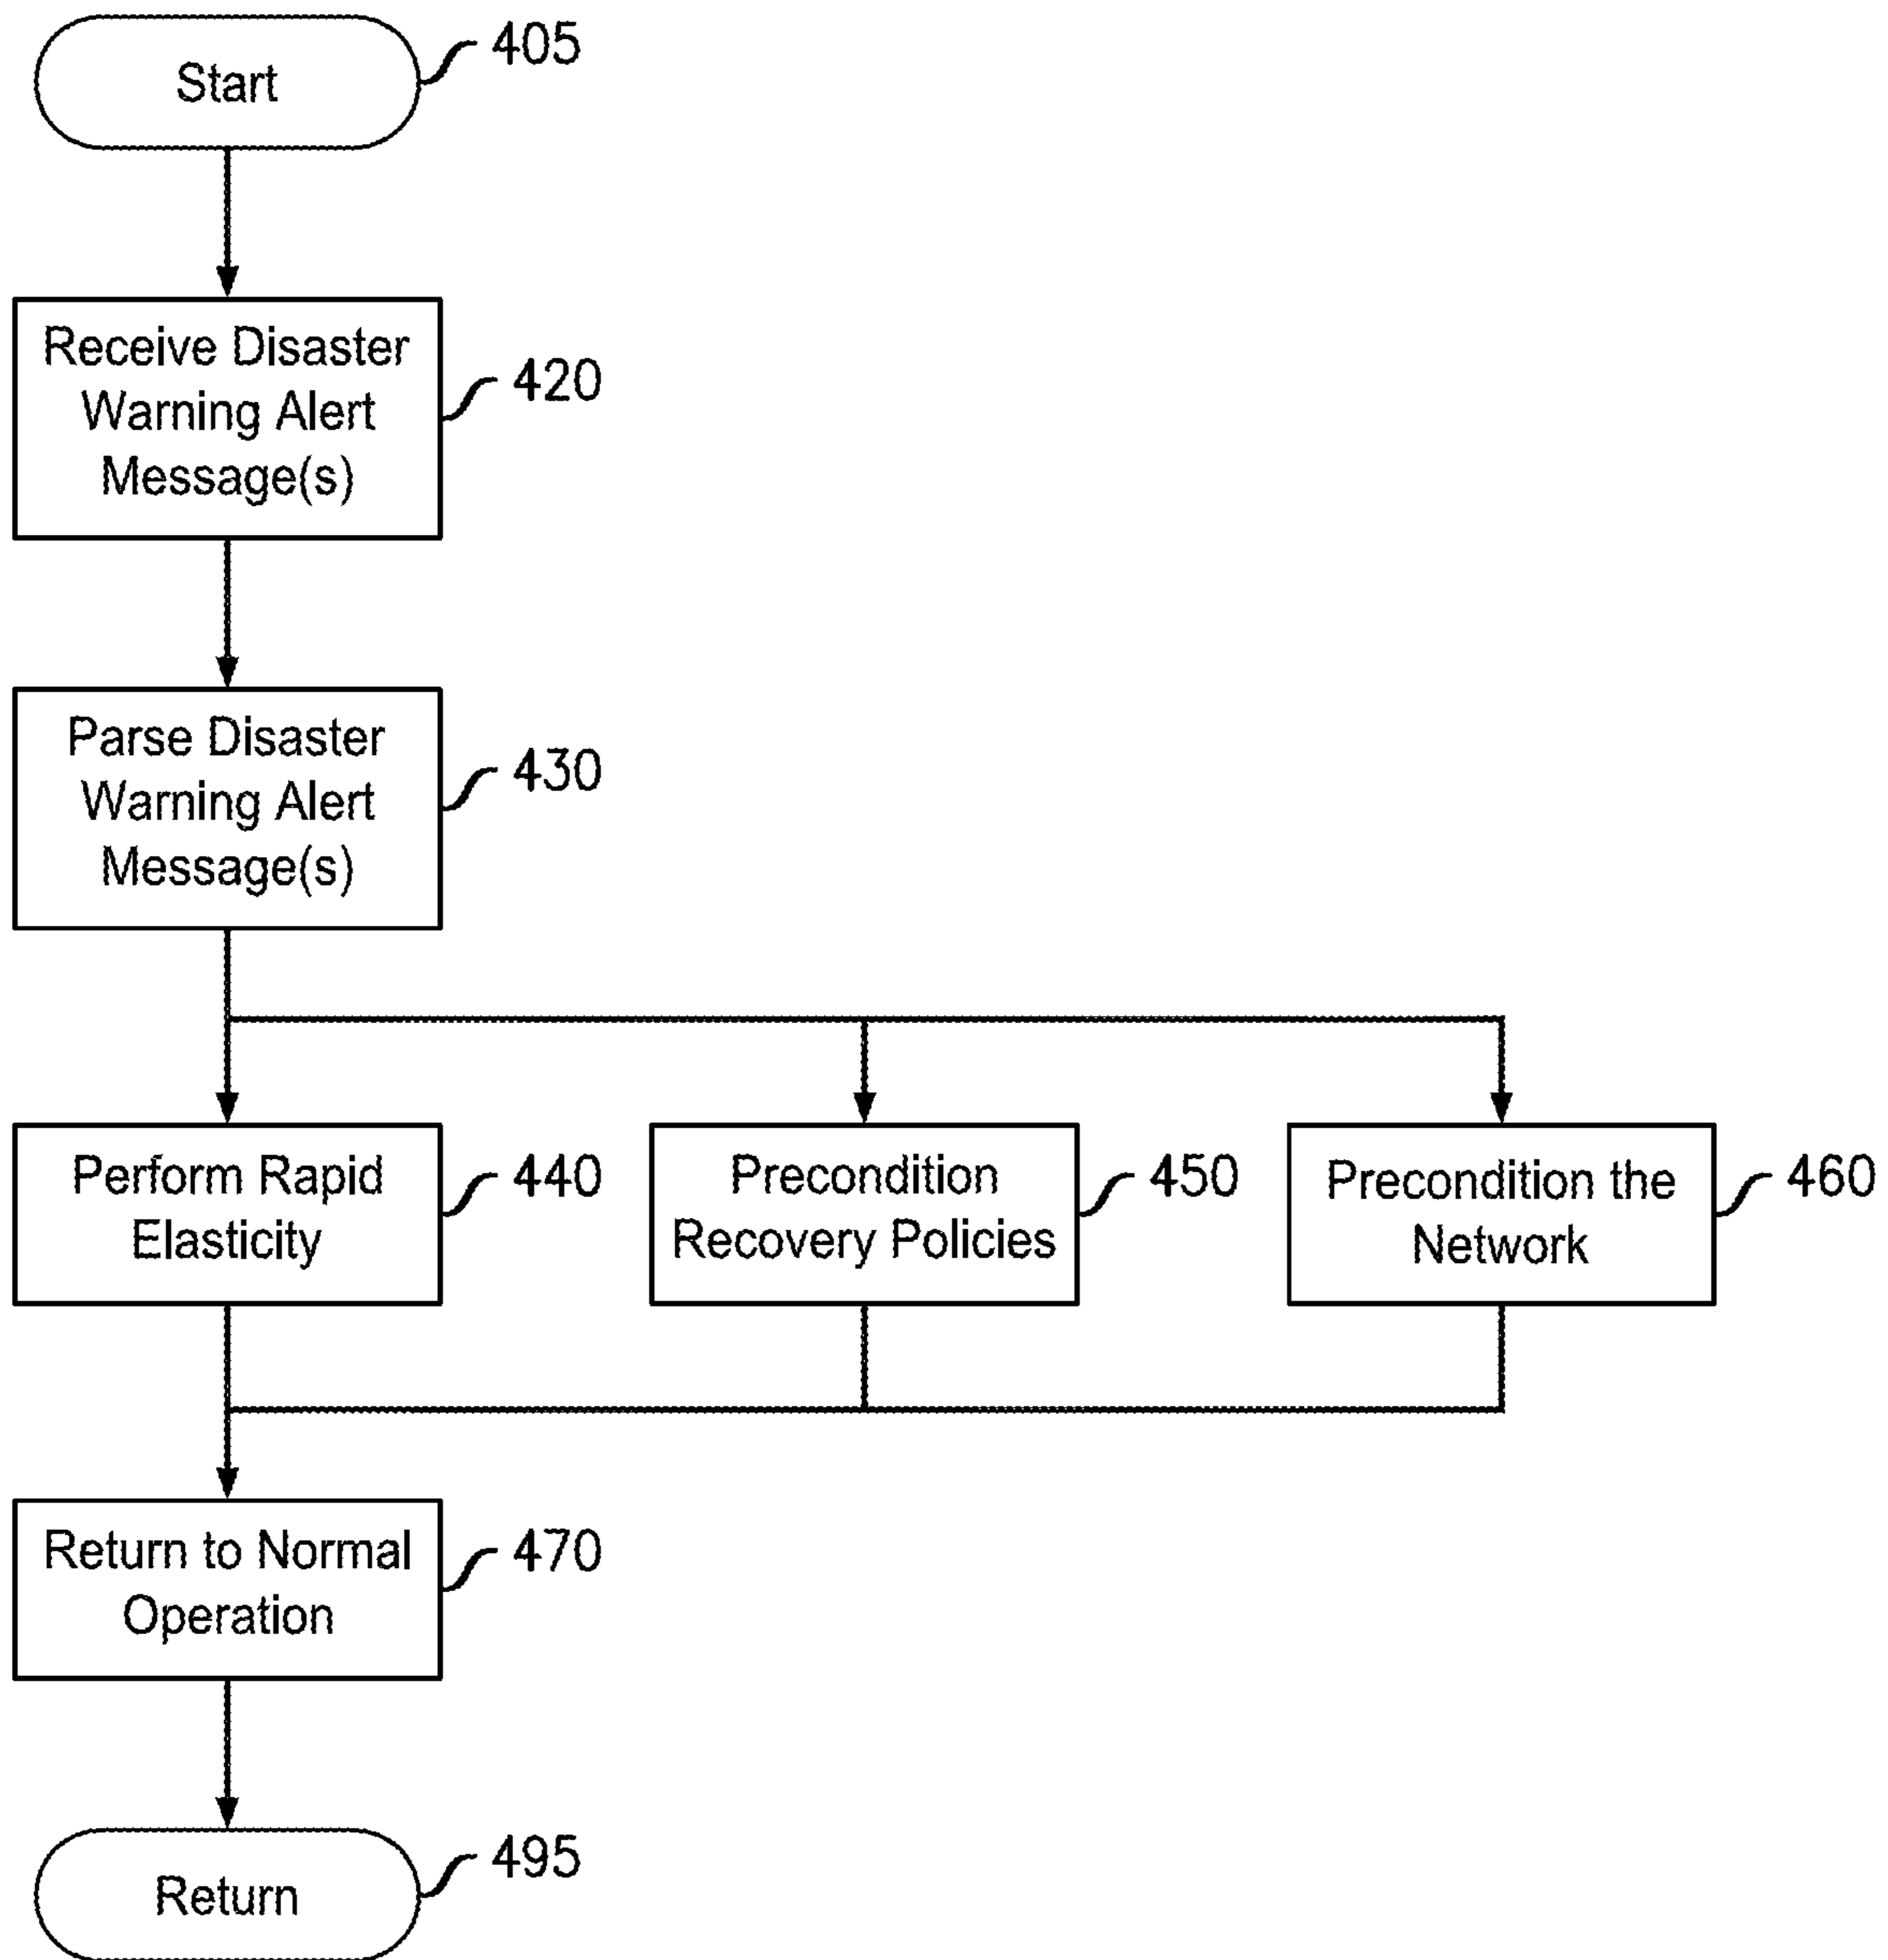 Start
405
Receive Disaster
Warning Alert
Message(s)
420
Parse Disaster
Warning Alert
Message(s)
430
Perform Rapid
Elasticity
440
Precondition
Recovery Policies
450
Precondition the
Network
460
Return to Normal
Operation
470
Return
495